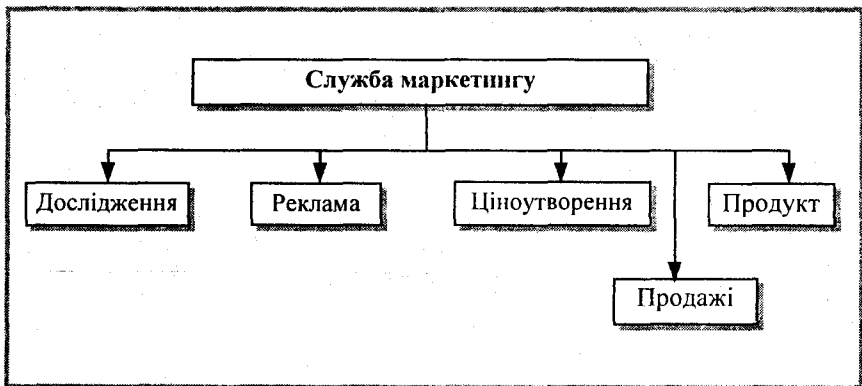 Служба маркетингу
Дослідження
Реклама
Ціноутворення
Продукт
Продажі